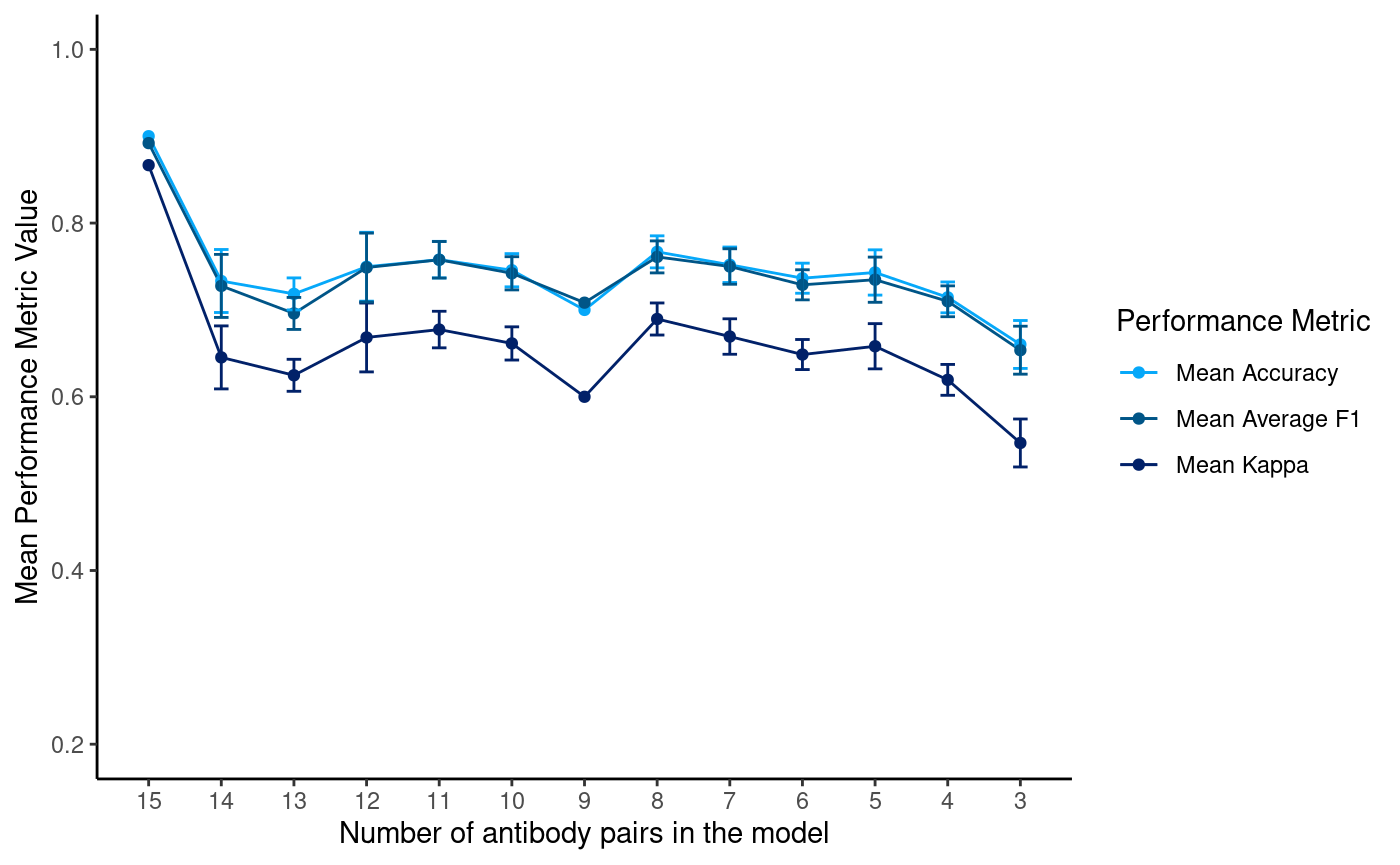 Mean Performance Metric Value
1.0
0.8
0.6
0.4
0.2
15 14 13 12 11 10 9 8 7 6 5 4 3
Number of antibody pairs in the model
Performance Metric
Mean Accuracy
Mean Average F1
Mean Kappa